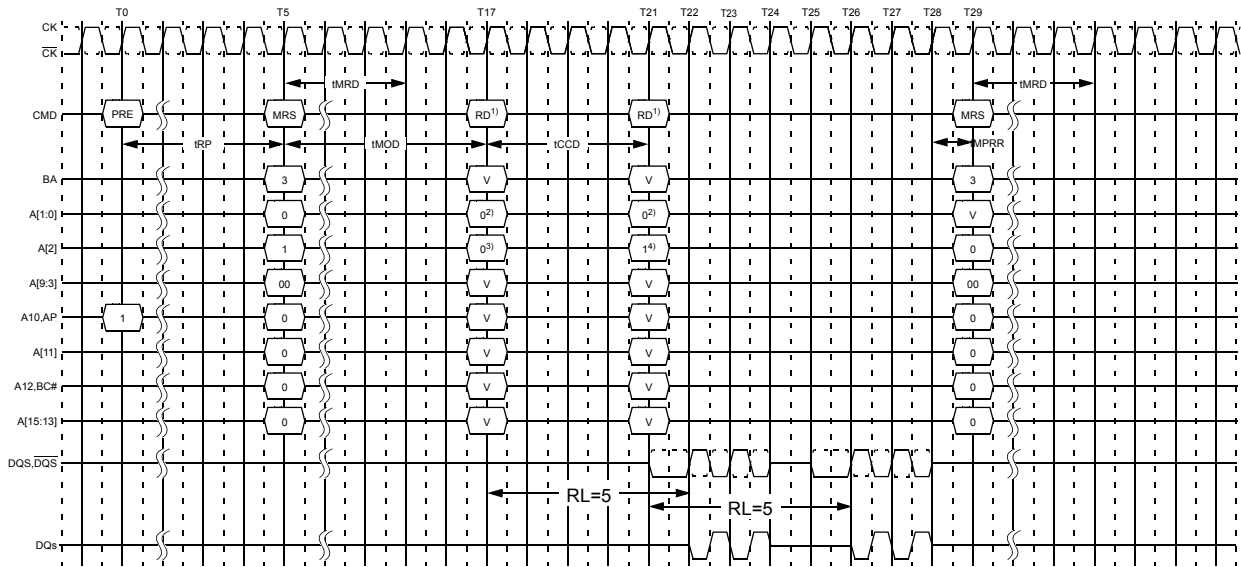 T0 T5 T17 T21 T22 T23 T24 T25 T26 T27 T28 T29
CK
CK
tMRD tMRD
CMD PRE MRS RD1) RD1) MRS
tRP tMOD tCCD tMPRR
BA 3 V V 3
A[1:0] 0 02) 02) V
A[2] 1 03) 14) 0
A[9:3] 00 V V 00
A10,AP 1 0 V V 0
A[11] 0 V V 0
A12,BC# 0 V V 0
A[15:13] 0 V V 0
DQS,DQS
RL=5
RL=5
DQs